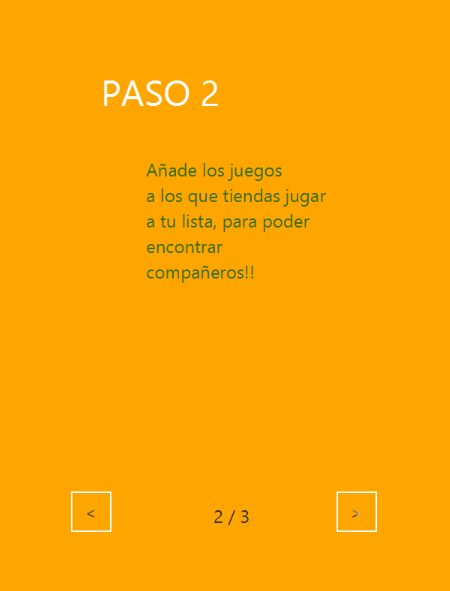 PASO 2
Añade los juegos
a los que tiendas jugar
a tu lista, para poder
encontrar
compañeros!!
< 2 / 3 >